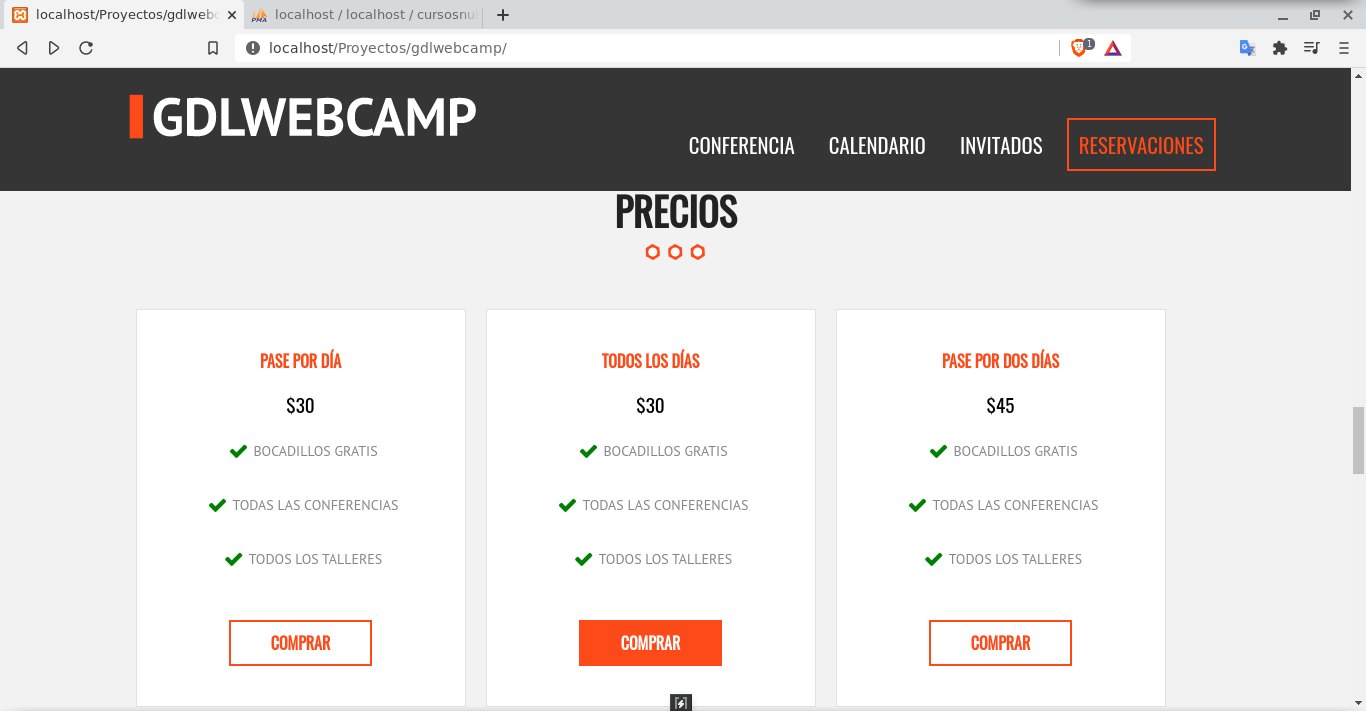 localhost/Proyectos/gdlwebc
localhost / localhost / cursosnu
localhost/Proyectos/gdlwebcamp/
1
GDLWEBCAMP
CONFERENCIA CALENDARIO INVITADOS RESERVACIONES
PRECIOS
PASE POR DÍA
$30
BOCADILLOS GRATIS
TODAS LAS CONFERENCIAS
TODOS LOS TALLERES
COMPRAR
TODOS LOS DÍAS
$30
BOCADILLOS GRATIS
TODAS LAS CONFERENCIAS
TODOS LOS TALLERES
COMPRAR
PASE POR DOS DÍAS
$45
BOCADILLOS GRATIS
TODAS LAS CONFERENCIAS
TODOS LOS TALLERES
COMPRAR